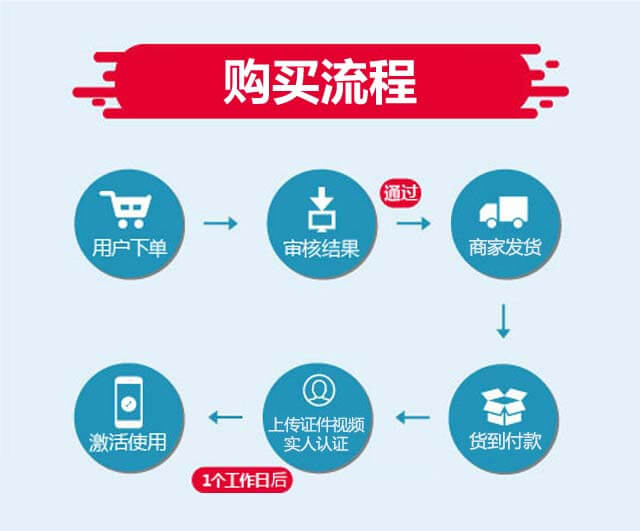 购买流程
用户下单
审核结果
通过
商家发货
货到付款
上传证件视频
实人认证
1个工作日后
激活使用